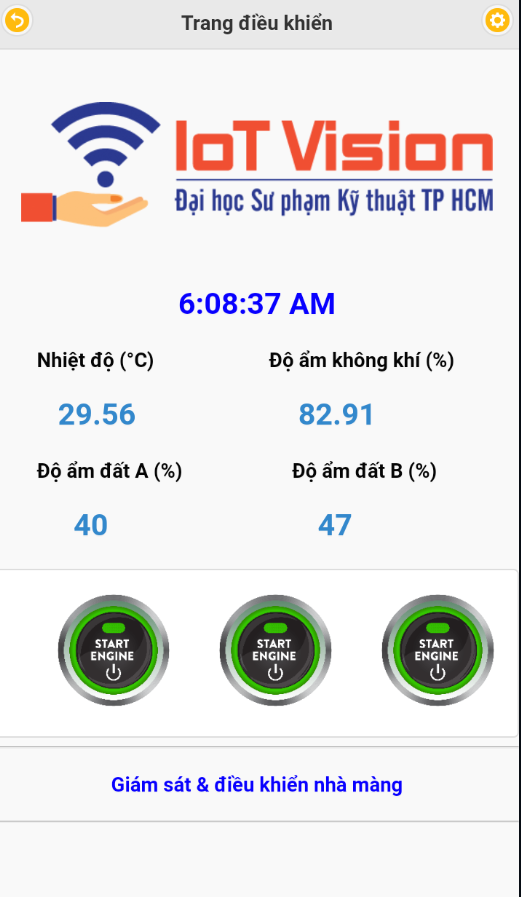 Trang điều khiển
IoT Vision
Đại học Sư phạm Kỹ thuật TP HCM
6:08:37 AM
Nhiệt độ (°C) Độ ẩm không khí (%)
29.56 82.91
Độ ẩm đất A (%) Độ ẩm đất B (%)
40 47
START START START
ENGINE ENGINE ENGINE
Giám sát & điều khiển nhà màng